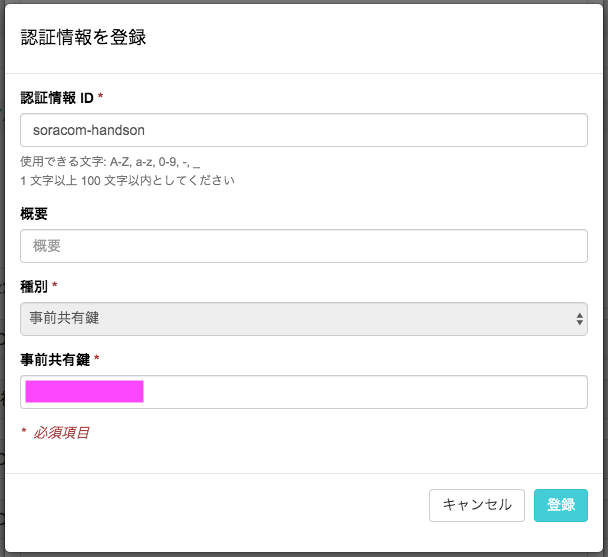 認証情報を登録
認証情報 ID *
soracom-handson
使用できる文字: A-Z, a-z, 0-9, -, _
1 文字以上 100 文字以内としてください
概要
概要
種別 *
事前共有鍵
事前共有鍵 *
* 必須項目
キャンセル 登録